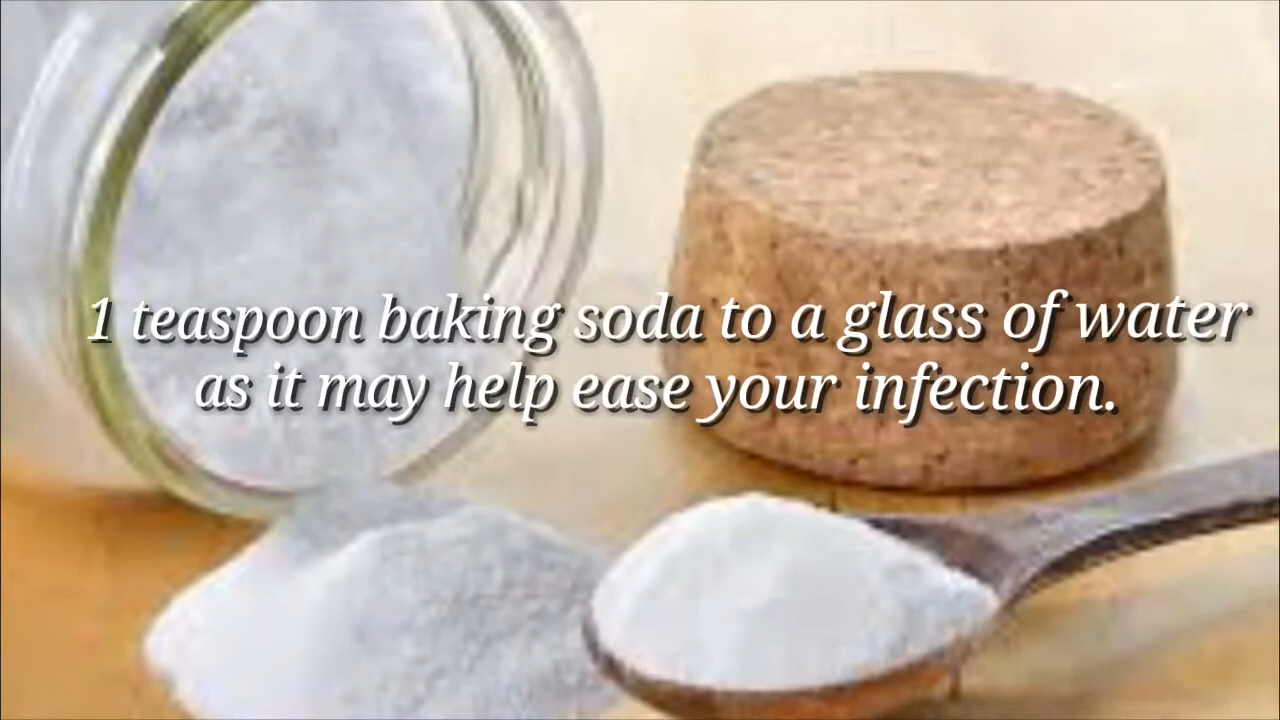 1 teaspoon baking soda to a glass of water
as it may help ease your infection.